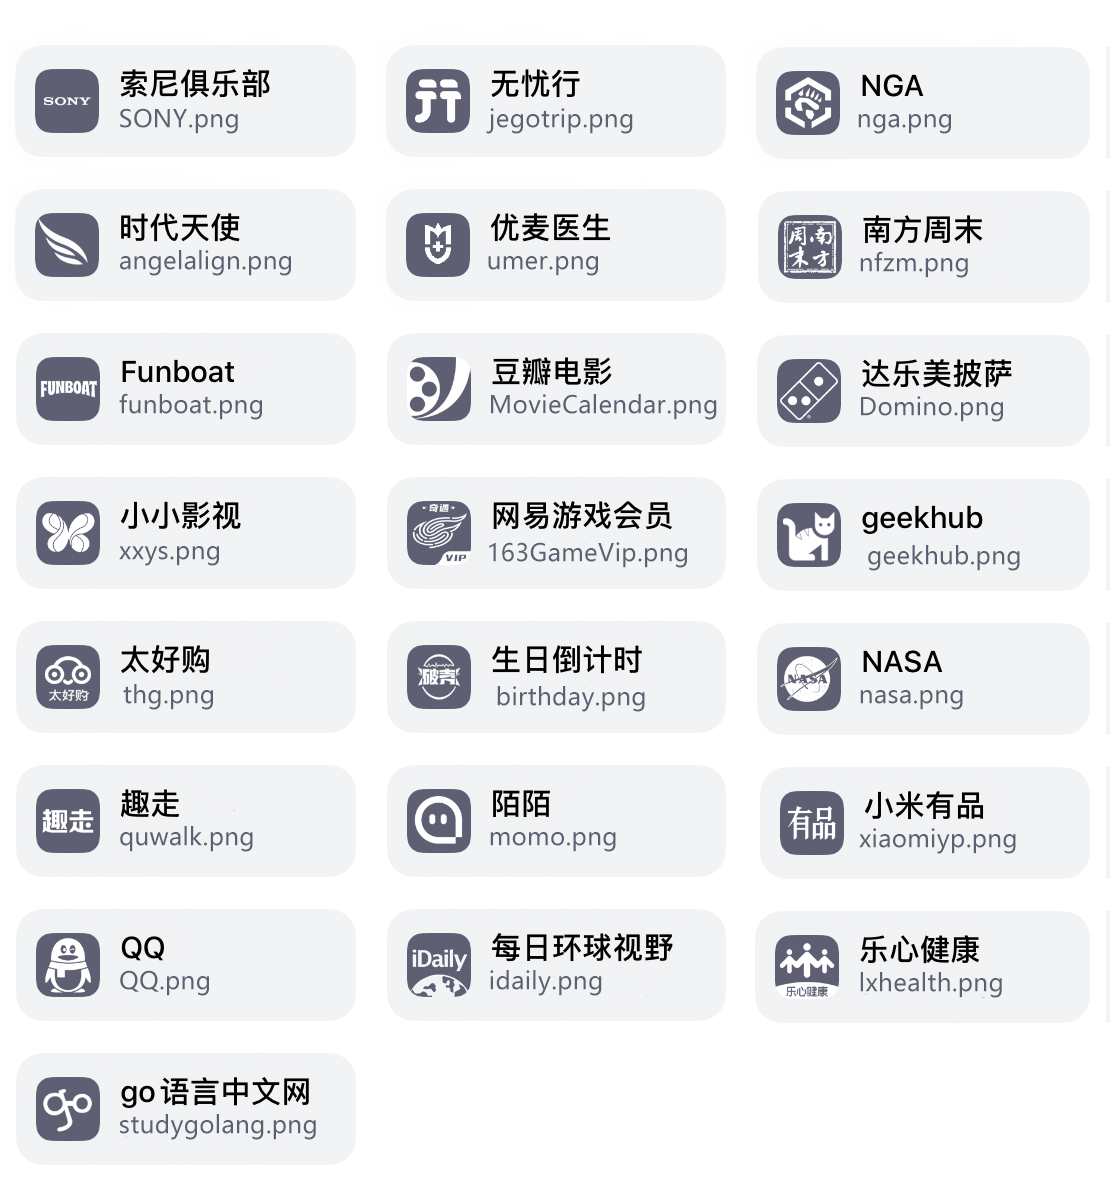 SONY
索尼俱乐部
SONY.png
无忧行
jegotrip.png
NGA
nga.png
时代天使
angelalign.png
优麦医生
umer.png
周南
末方
南方周末
nfzm.png
FUNBOAT
Funboat
funboat.png
豆瓣电影
MovieCalendar.png
达乐美披萨
Domino.png
小小影视
xxys.png
奇遇
VIP
网易游戏会员
163GameVip.png
geekhub
geekhub.png
太好购
太好购
thg.png
破壳
生日倒计时
birthday.png
NASA
NASA
nasa.png
趣走
趣走
quwalk.png
陌陌
momo.png
有品
小米有品
xiaomiyp.png
QQ
QQ.png
iDaily
每日环球视野
idaily.png
乐心健康
乐心健康
lxhealth.png
go
go语言中文网
studygolang.png